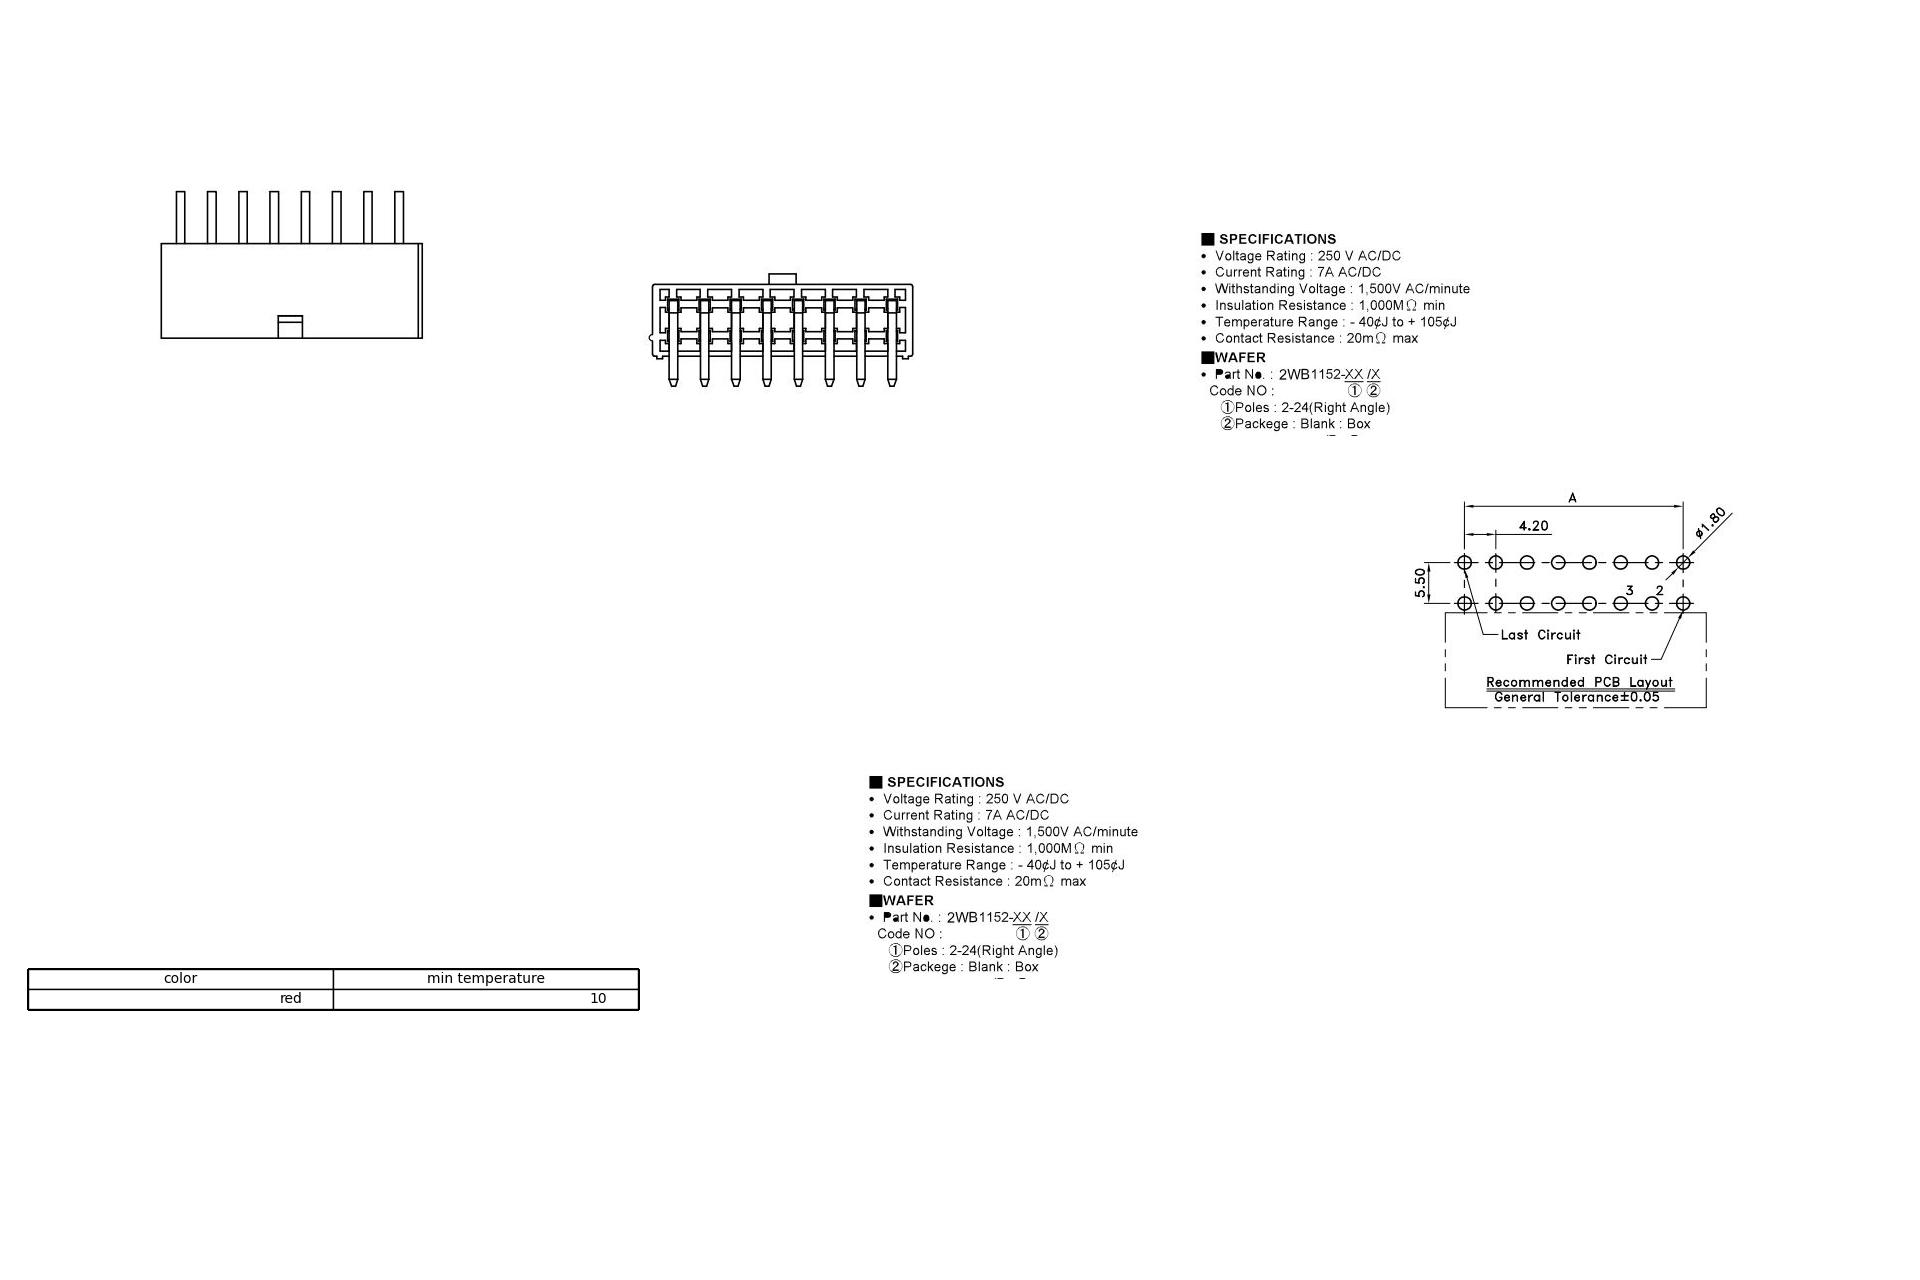 ■ SPECIFICATIONS
• Voltage Rating : 250 V AC/DC
• Current Rating : 7A AC/DC
• Withstanding Voltage : 1,500V AC/minute
• Insulation Resistance : 1,000MΩ min
• Temperature Range : - 40¢J to + 105¢J
• Contact Resistance : 20mΩ max
■WAFER
• Part No. : 2WB1152-XX /X
Code NO : ① ②
①Poles : 2-24(Right Angle)
②Packege : Blank : Box
A
4.20
ø1.80
5.50
3 2
Last Circuit
First Circuit
Recommended PCB Layout
General Tolerance±0.05
■ SPECIFICATIONS
• Voltage Rating : 250 V AC/DC
• Current Rating : 7A AC/DC
• Withstanding Voltage : 1,500V AC/minute
• Insulation Resistance : 1,000MΩ min
• Temperature Range : - 40¢J to + 105¢J
• Contact Resistance : 20mΩ max
■WAFER
• Part No. : 2WB1152-XX /X
Code NO : ① ②
①Poles : 2-24(Right Angle)
②Packege : Blank : Box
color min temperature
red 10